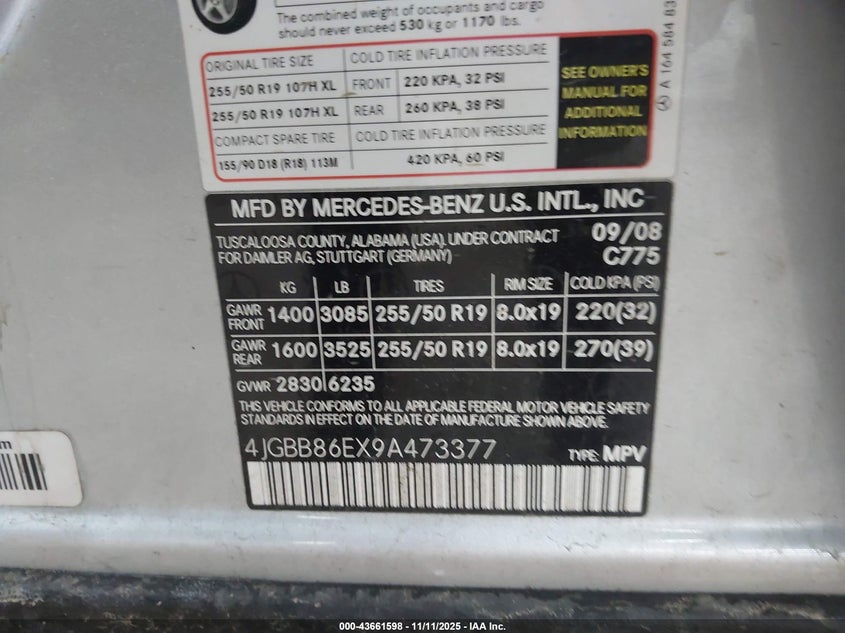 The combined weight of occupants and cargo
should never exceed 530 kg or 1170 lbs.
ORIGINAL TIRE SIZE COLD TIRE INFLATION PRESSURE
255/50 R19 107H XL FRONT 220 KPA, 32 PSI
255/50 R19 107H XL REAR 260 KPA, 38 PSI
COMPACT SPARE TIRE COLD TIRE INFLATION PRESSURE
155/90 D18 (R18) 113M 420 KPA, 60 PSI
SEE OWNER'S
MANUAL FOR
ADDITIONAL
INFORMATION
A 164 584 83
MFD BY MERCEDES-BENZ U.S. INTL., INC
TUSCALOOSA COUNTY, ALABAMA (USA). UNDER CONTRACT 09/08
FOR DAIMLER AG, STUTTGART (GERMANY) C775
KG LB TIRES RIM SIZE COLD KPA (PSI)
GAWR FRONT 1400 3085 255/50 R19 8.0x19 220(32)
GAWR REAR 1600 3525 255/50 R19 8.0x19 270(39)
GVWR 2830 6235
THIS VEHICLE CONFORMS TO ALL APPLICABLE FEDERAL MOTOR VEHICLE SAFETY
STANDARDS IN EFFECT ON THE DATE OF MANUFACTURE SHOWN ABOVE.
4JGBB86EX9A473377 TYPE: MPV
000-43661598 - 11/11/2025 - IAA Inc.